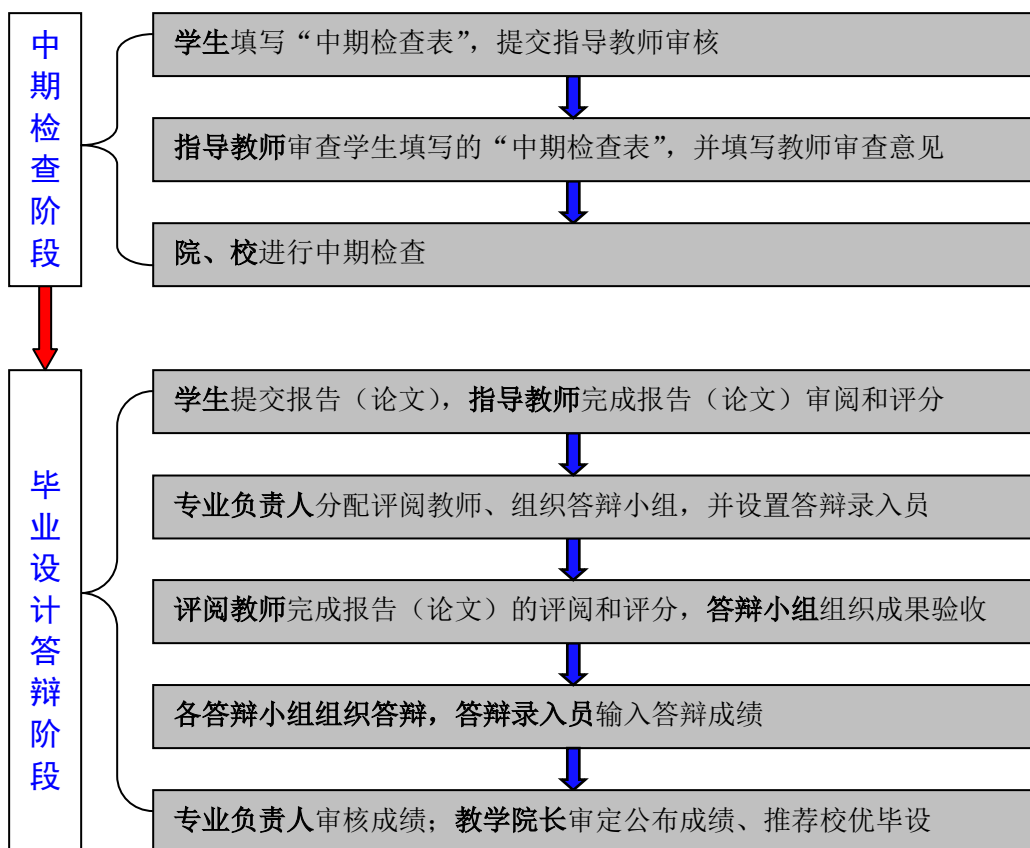 中期检查阶段
学生填写“中期检查表”，提交指导教师审核
指导教师审查学生填写的“中期检查表”，并填写教师审查意见
院、校进行中期检查
毕业设计答辩阶段
学生提交报告（论文），指导教师完成报告（论文）审阅和评分
专业负责人分配评阅教师、组织答辩小组，并设置答辩录入员
评阅教师完成报告（论文）的评阅和评分，答辩小组组织成果验收
各答辩小组组织答辩，答辩录入员输入答辩成绩
专业负责人审核成绩；教学院长审定公布成绩、推荐校优毕设